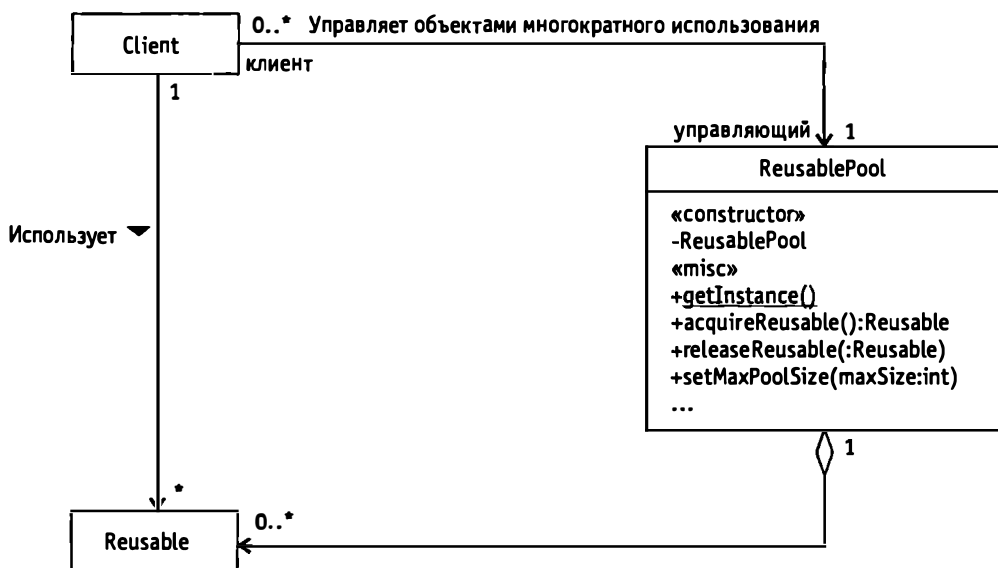 Client
0..* Управляет объектами многократного использования
клиент
1
управляющий 1
ReusablePool
«constructor»
-ReusablePool
«misc»
+getInstance()
+acquireReusable():Reusable
+releaseReusable(:Reusable)
+setMaxPoolSize(maxSize:int)
...
Использует
1
*
0..*
Reusable